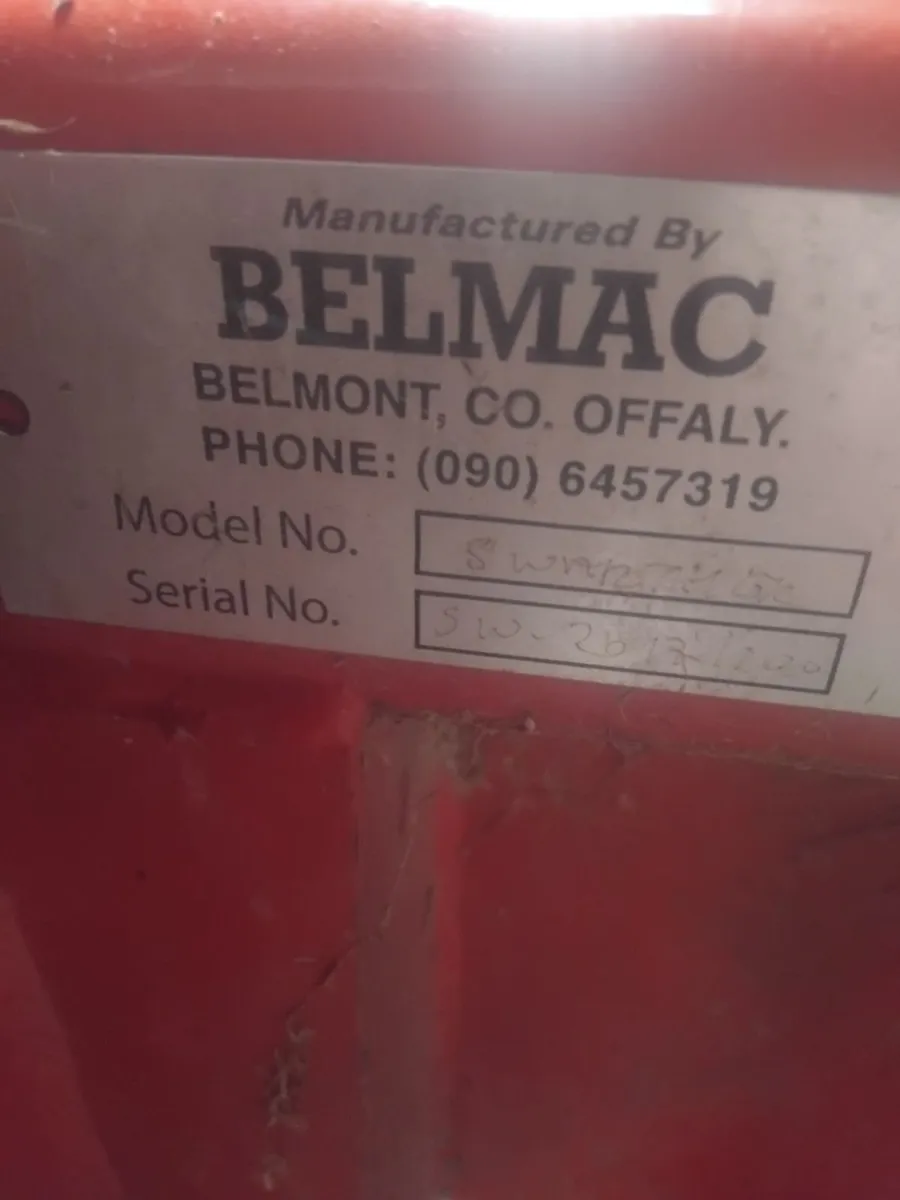 Manufactured By
BELMAC
BELMONT, CO. OFFALY.
PHONE: (090) 6457319
Model No.
Serial No.